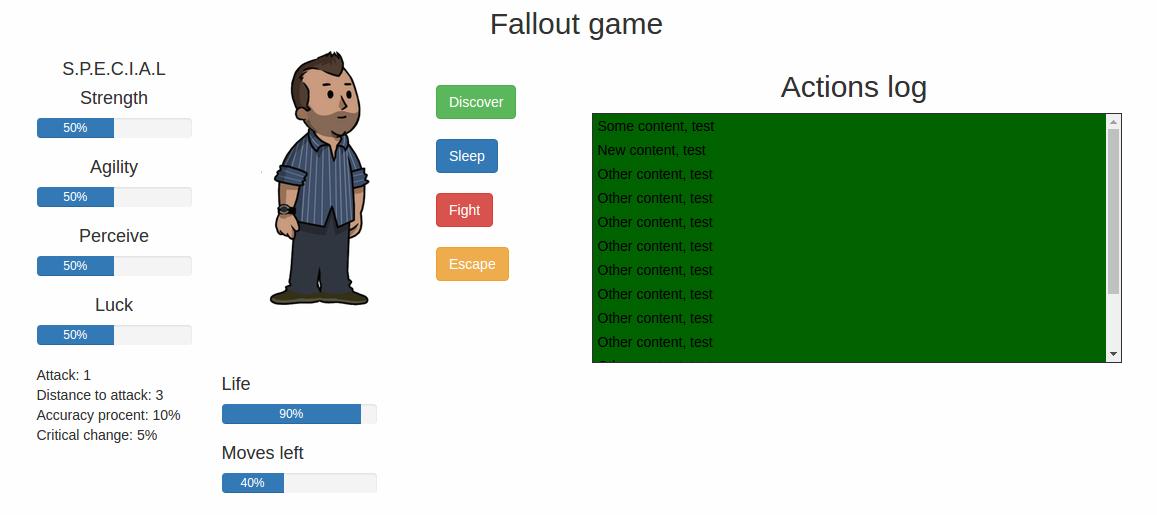 Fallout game
S.P.E.C.I.A.L
Strength
50%
Agility
50%
Perceive
50%
Luck
50%
Attack: 1
Distance to attack: 3
Accuracy procent: 10%
Critical change: 5%
Life
90%
Moves left
40%
Discover
Sleep
Fight
Escape
Actions log
Some content, test
New content, test
Other content, test
Other content, test
Other content, test
Other content, test
Other content, test
Other content, test
Other content, test
Other content, test